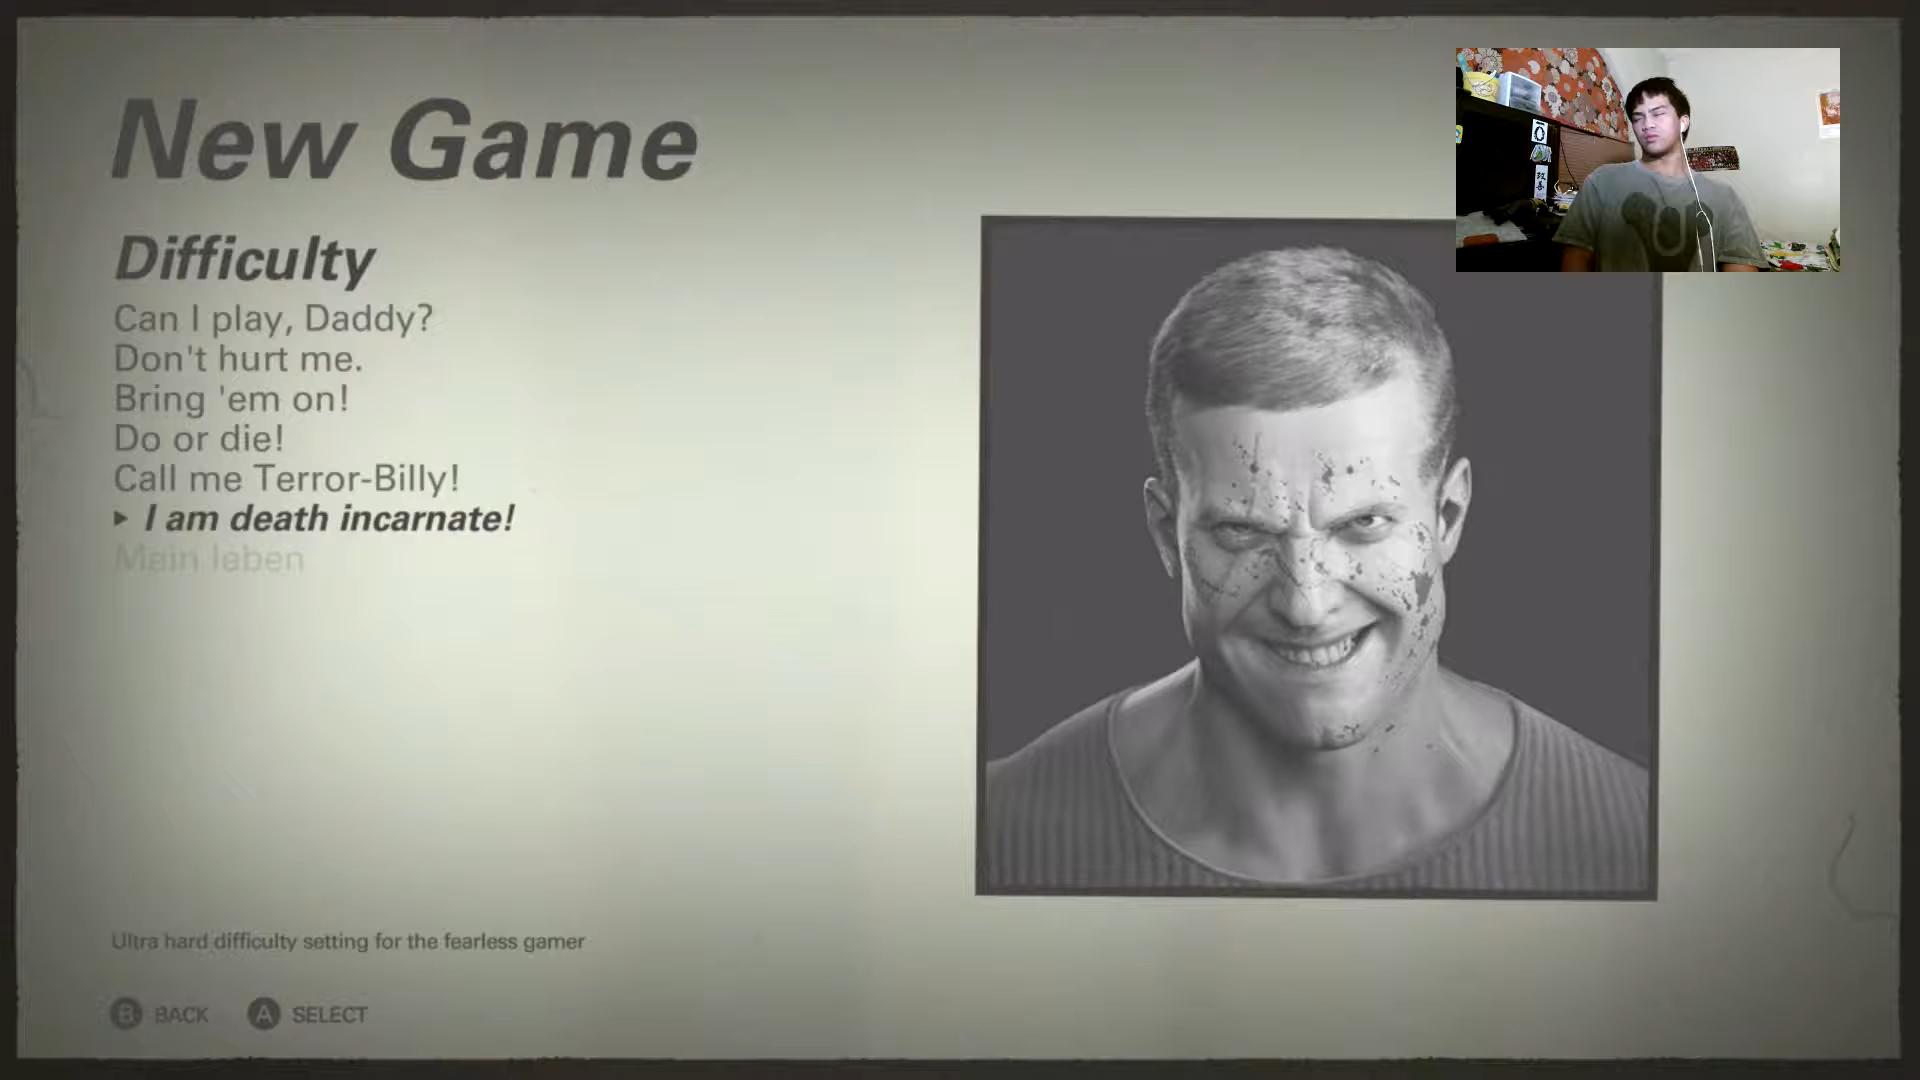 New Game
Difficulty
Can I play, Daddy?
Don't hurt me.
Bring 'em on!
Do or die!
Call me Terror-Billy!
I am death incarnate!
Mein leben
Ultra hard difficulty setting for the fearless gamer
B BACK A SELECT